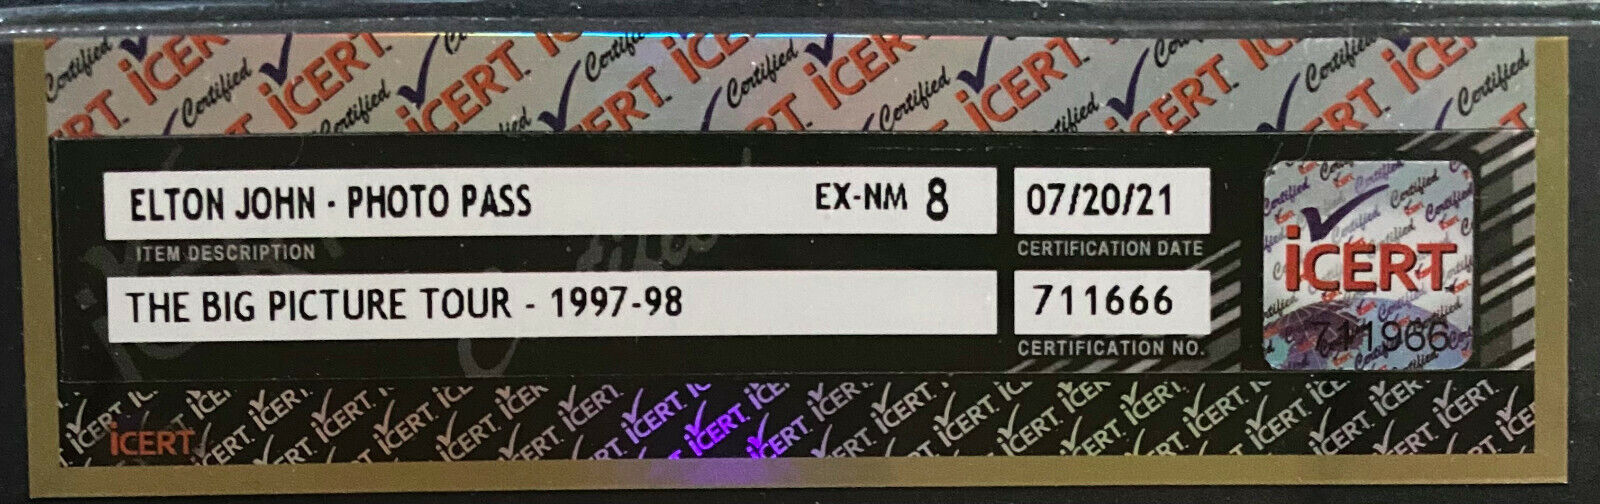 ELTON JOHN · PHOTO PASS EX-NM 8 07/20/21
ITEM DESCRIPTION CERTIFICATION DATE
THE BIG PICTURE TOUR - 1997-98 711666
CERTIFICATION NO.
iCERT
711966
iCERT